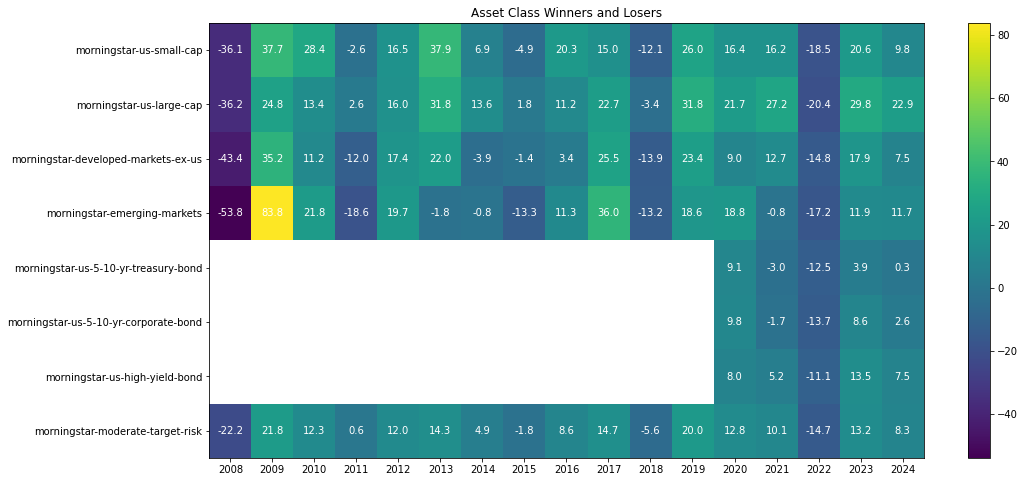 Asset Class Winners and Losers
morningstar-us-small-cap -36.1 37.7 28.4 -2.6 16.5 37.9 6.9 -4.9 20.3 15.0 -12.1 26.0 16.4 16.2 -18.5 20.6 9.8
morningstar-us-large-cap -36.2 24.8 13.4 2.6 16.0 31.8 13.6 1.8 11.2 22.7 -3.4 31.8 21.7 27.2 -20.4 29.8 22.9
morningstar-developed-markets-ex-us -43.4 35.2 11.2 -12.0 17.4 22.0 -3.9 -1.4 3.4 25.5 -13.9 23.4 9.0 12.7 -14.8 17.9 7.5
morningstar-emerging-markets -53.8 83.8 21.8 -18.6 19.7 -1.8 -0.8 -13.3 11.3 36.0 -13.2 18.6 18.8 -0.8 -17.2 11.9 11.7
morningstar-us-5-10-yr-treasury-bond 9.1 -3.0 -12.5 3.9 0.3
morningstar-us-5-10-yr-corporate-bond 9.8 -1.7 -13.7 8.6 2.6
morningstar-us-high-yield-bond 8.0 5.2 -11.1 13.5 7.5
morningstar-moderate-target-risk -22.2 21.8 12.3 0.6 12.0 14.3 4.9 -1.8 8.6 14.7 -5.6 20.0 12.8 10.1 -14.7 13.2 8.3
2008 2009 2010 2011 2012 2013 2014 2015 2016 2017 2018 2019 2020 2021 2022 2023 2024
80
60
40
20
0
−20
−40